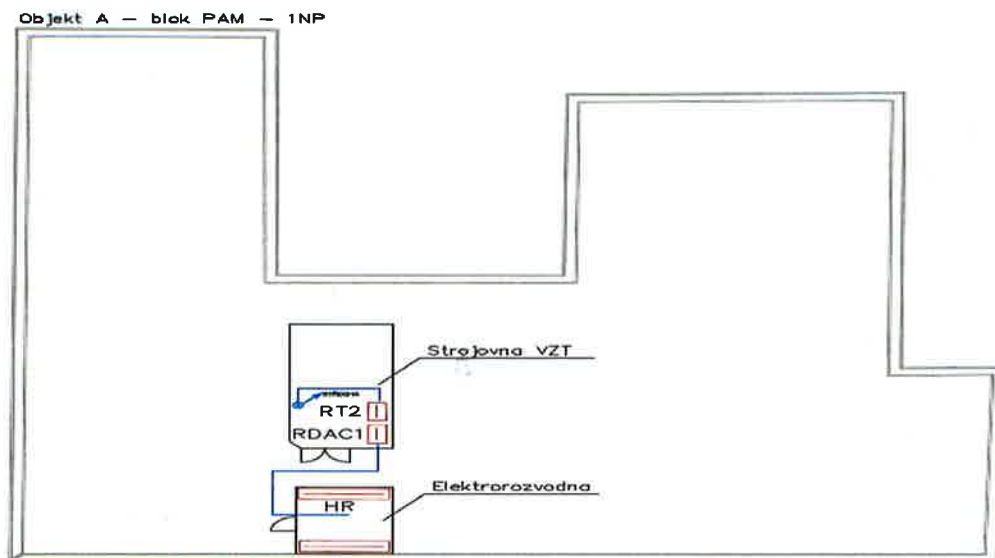 Objekt A – blok PAM – 1NP
Strojovna VZT
RT2
RDAC1
Elektrorozvodna
HR